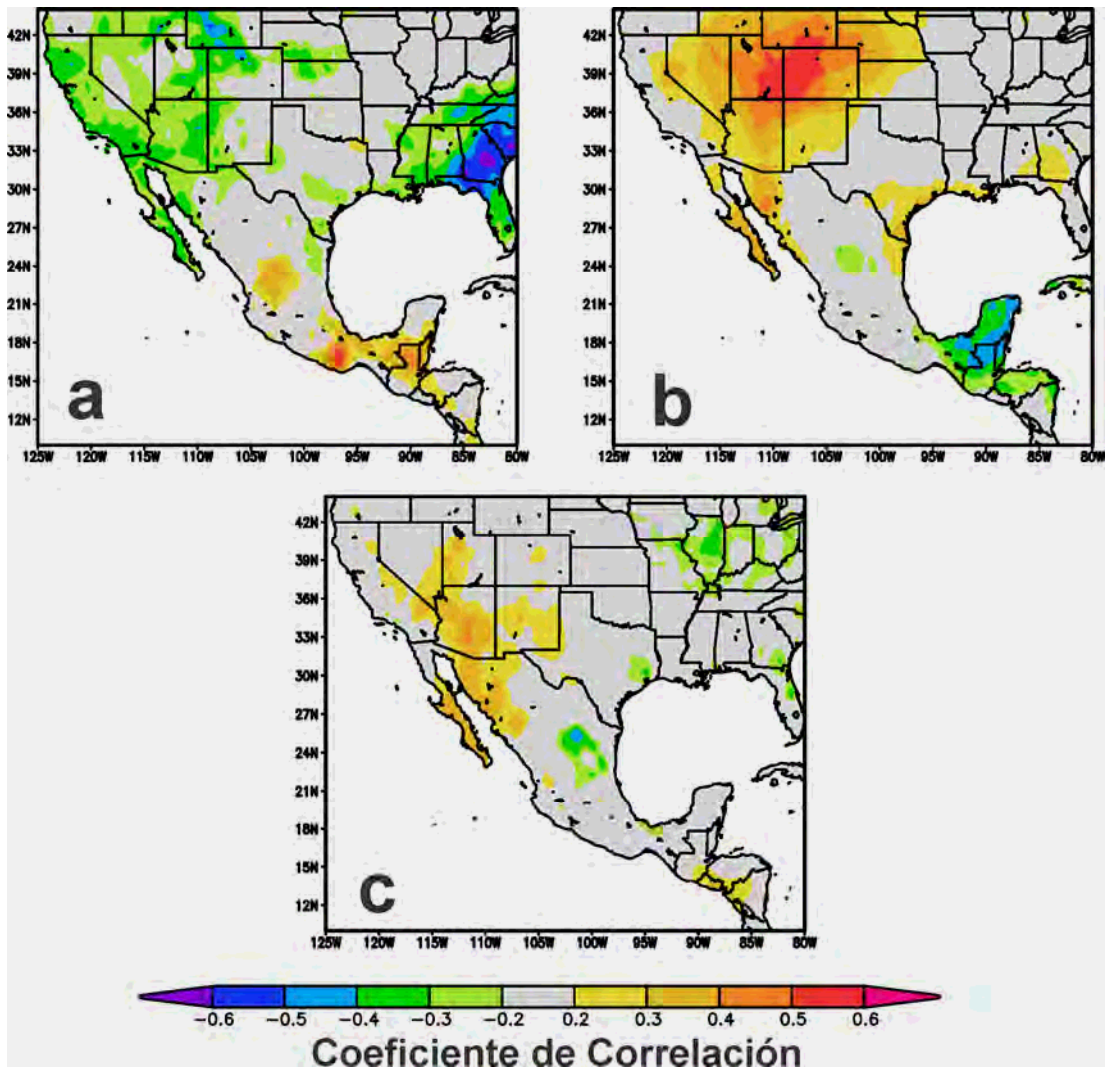 42N
39N
36N
33N
30N
27N
24N
21N
18N
15N
12N
a
125W 120W 115W 110W 105W 100W 95W 90W 85W 80W
42N
39N
36N
33N
30N
27N
24N
21N
18N
15N
12N
b
125W 120W 115W 110W 105W 100W 95W 90W 85W 80W
42N
39N
36N
33N
30N
27N
24N
21N
18N
15N
12N
c
125W 120W 115W 110W 105W 100W 95W 90W 85W 80W
−0.6 −0.5 −0.4 −0.3 −0.2 0.2 0.3 0.4 0.5 0.6
Coeficiente de Correlación